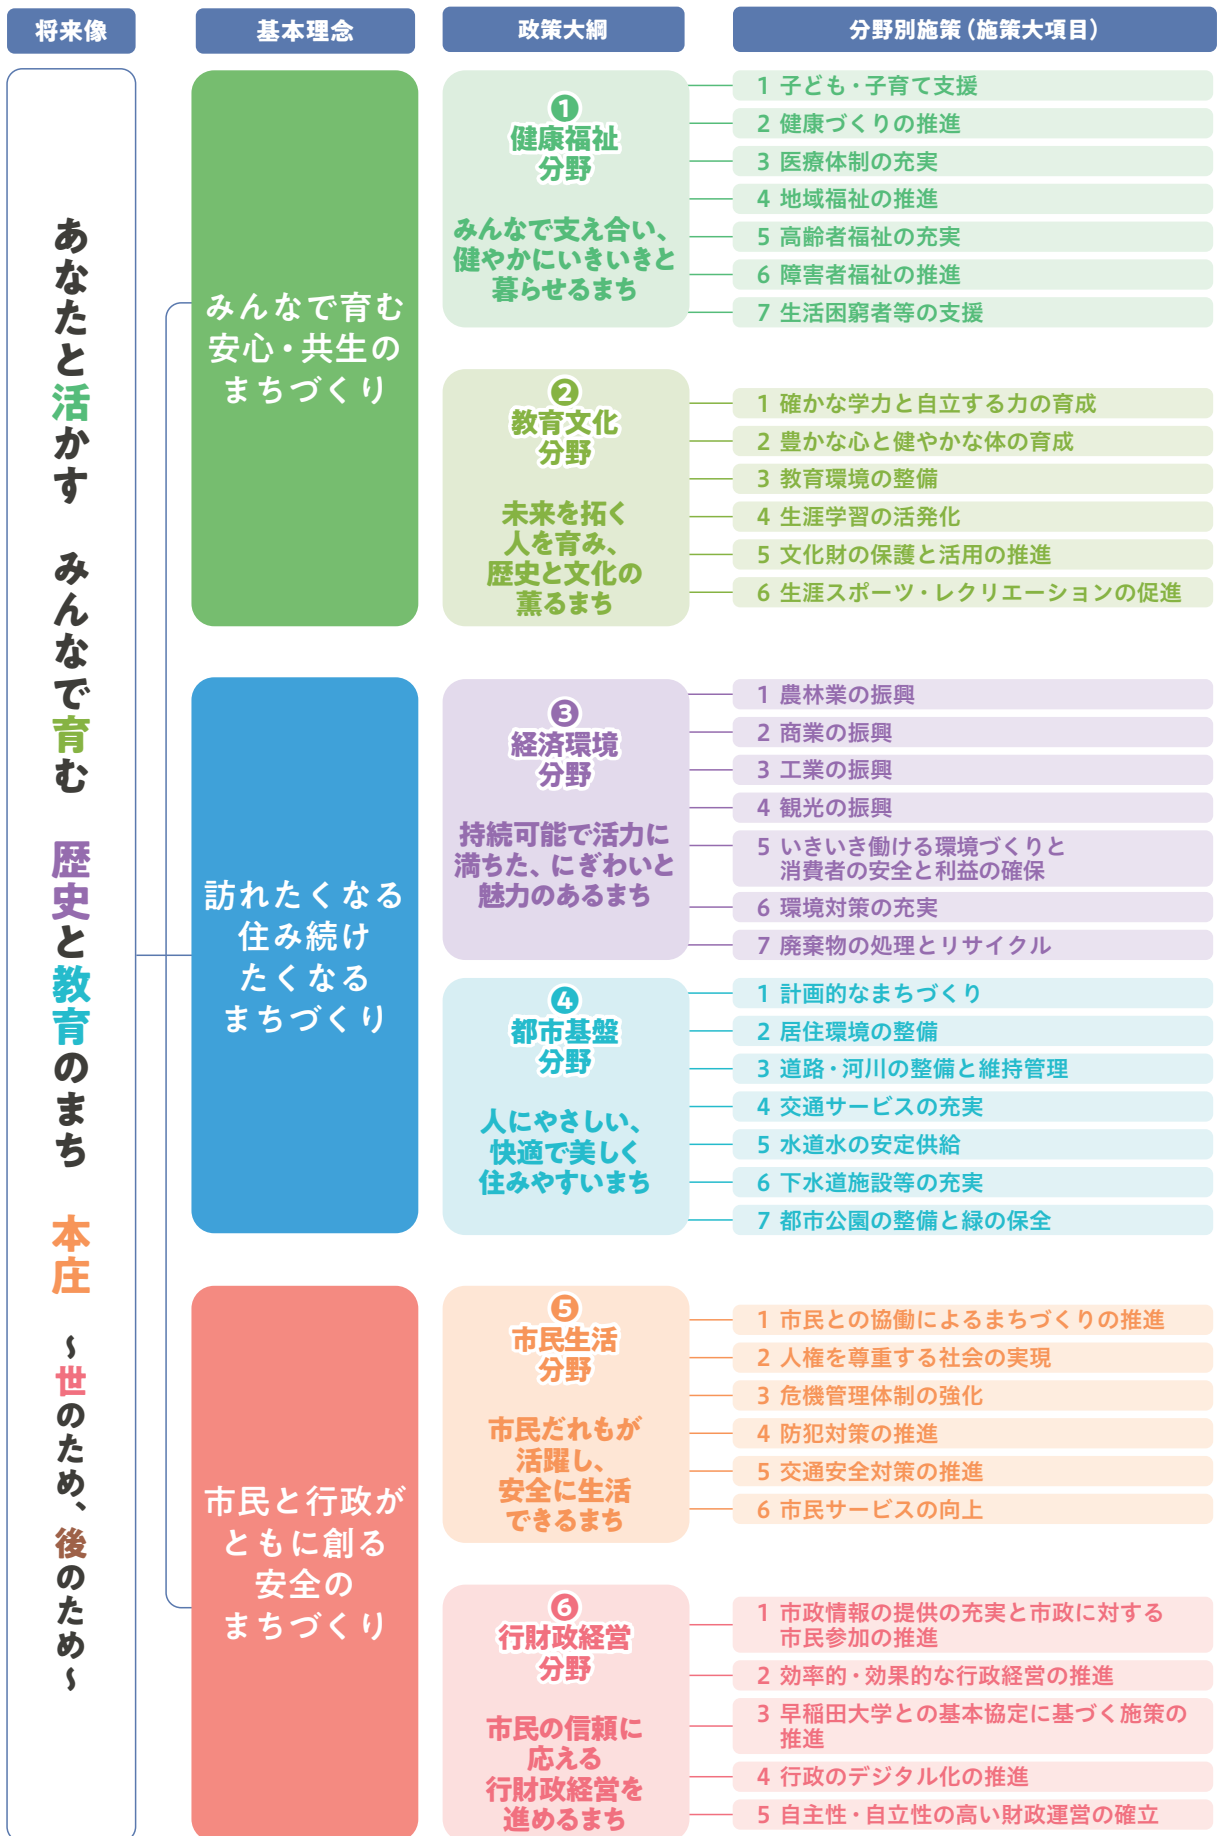 将来像
基本理念
政策大綱
分野別施策（施策大項目）
あなたと活かす　みんなで育む　歴史と教育のまち　本庄　～世のため、後のため～
みんなで育む
安心・共生の
まちづくり
❶
健康福祉
分野
みんなで支え合い、
健やかにいきいきと
暮らせるまち
1 子ども・子育て支援
2 健康づくりの推進
3 医療体制の充実
4 地域福祉の推進
5 高齢者福祉の充実
6 障害者福祉の推進
7 生活困窮者等の支援
❷
教育文化
分野
未来を拓く
人を育み、
歴史と文化の
薫るまち
1 確かな学力と自立する力の育成
2 豊かな心と健やかな体の育成
3 教育環境の整備
4 生涯学習の活発化
5 文化財の保護と活用の推進
6 生涯スポーツ・レクリエーションの促進
訪れたくなる
住み続け
たくなる
まちづくり
❸
経済環境
分野
持続可能で活力に
満ちた、にぎわいと
魅力のあるまち
1 農林業の振興
2 商業の振興
3 工業の振興
4 観光の振興
5 いきいき働ける環境づくりと
消費者の安全と利益の確保
6 環境対策の充実
7 廃棄物の処理とリサイクル
❹
都市基盤
分野
人にやさしい、
快適で美しく
住みやすいまち
1 計画的なまちづくり
2 居住環境の整備
3 道路・河川の整備と維持管理
4 交通サービスの充実
5 水道水の安定供給
6 下水道施設等の充実
7 都市公園の整備と緑の保全
市民と行政が
ともに創る
安全の
まちづくり
❺
市民生活
分野
市民だれもが
活躍し、
安全に生活
できるまち
1 市民との協働によるまちづくりの推進
2 人権を尊重する社会の実現
3 危機管理体制の強化
4 防犯対策の推進
5 交通安全対策の推進
6 市民サービスの向上
❻
行財政経営
分野
市民の信頼に
応える
行財政経営を
進めるまち
1 市政情報の提供の充実と市政に対する
市民参加の推進
2 効率的・効果的な行政経営の推進
3 早稲田大学との基本協定に基づく施策の
推進
4 行政のデジタル化の推進
5 自主性・自立性の高い財政運営の確立